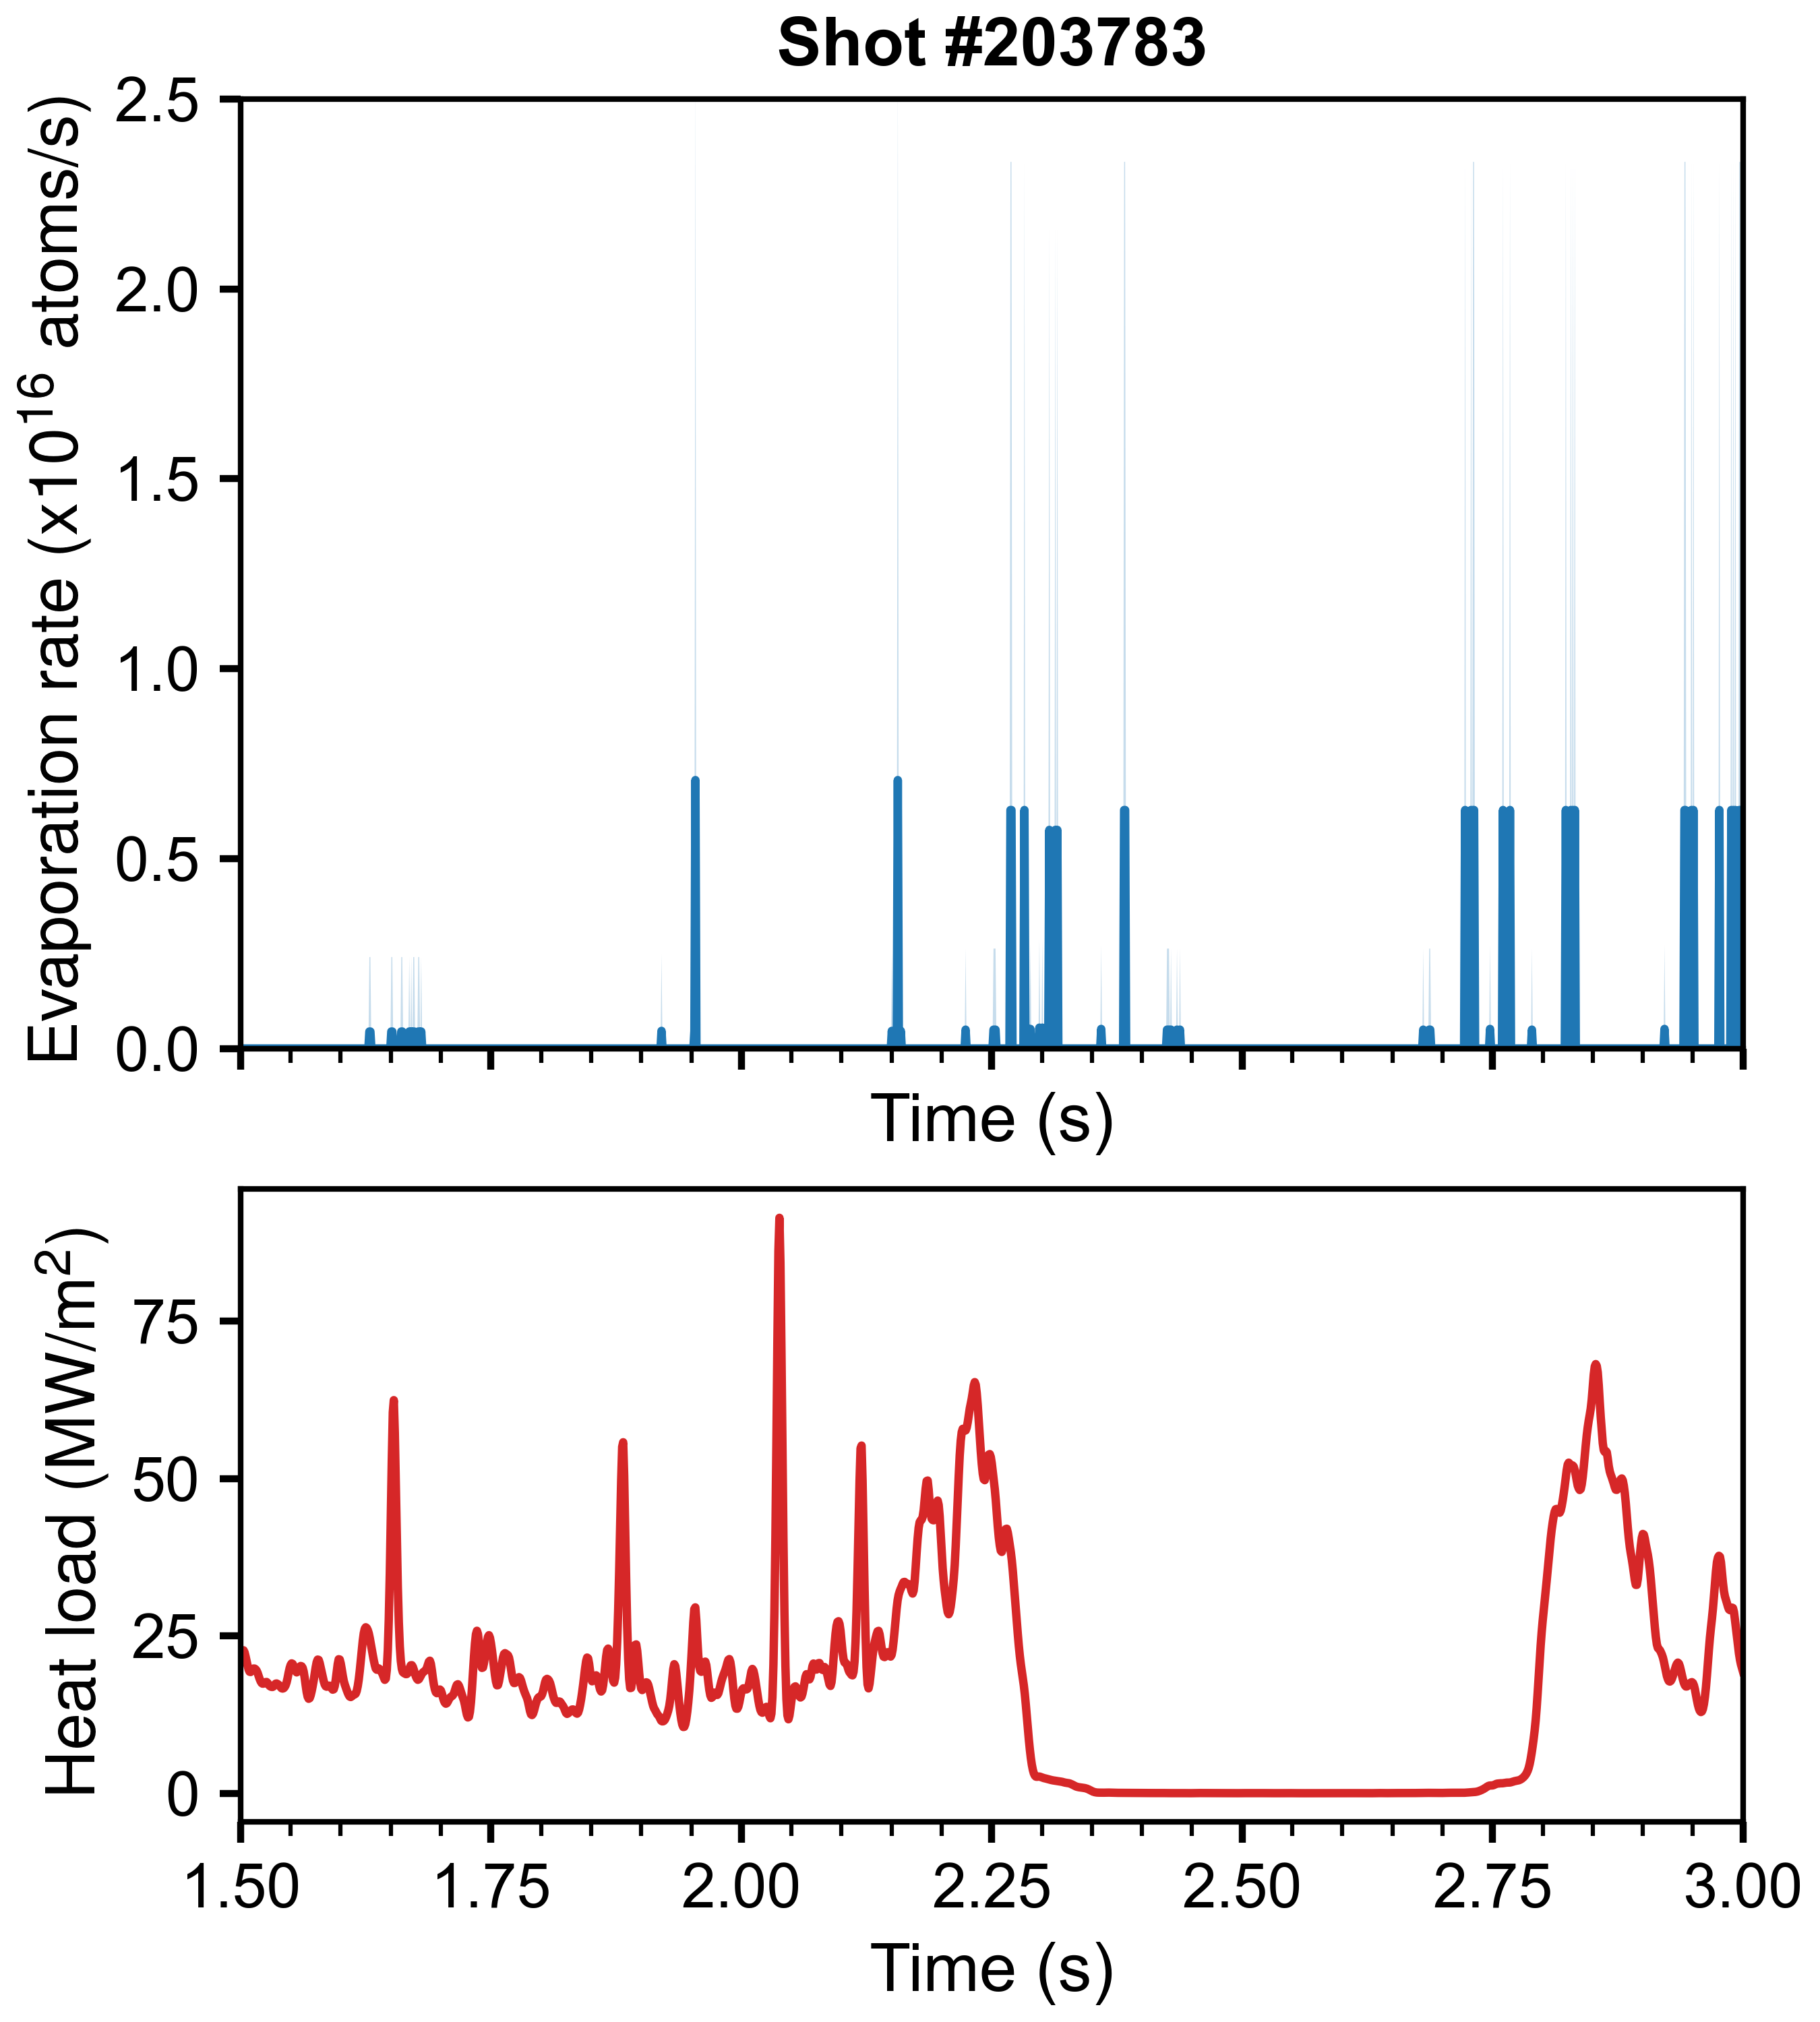 Shot #203783
Evaporation rate (x10¹⁶ atoms/s)
2.5
2.0
1.5
1.0
0.5
0.0
Time (s)
Heat load (MW/m²)
75
50
25
0
1.50 1.75 2.00 2.25 2.50 2.75 3.00
Time (s)